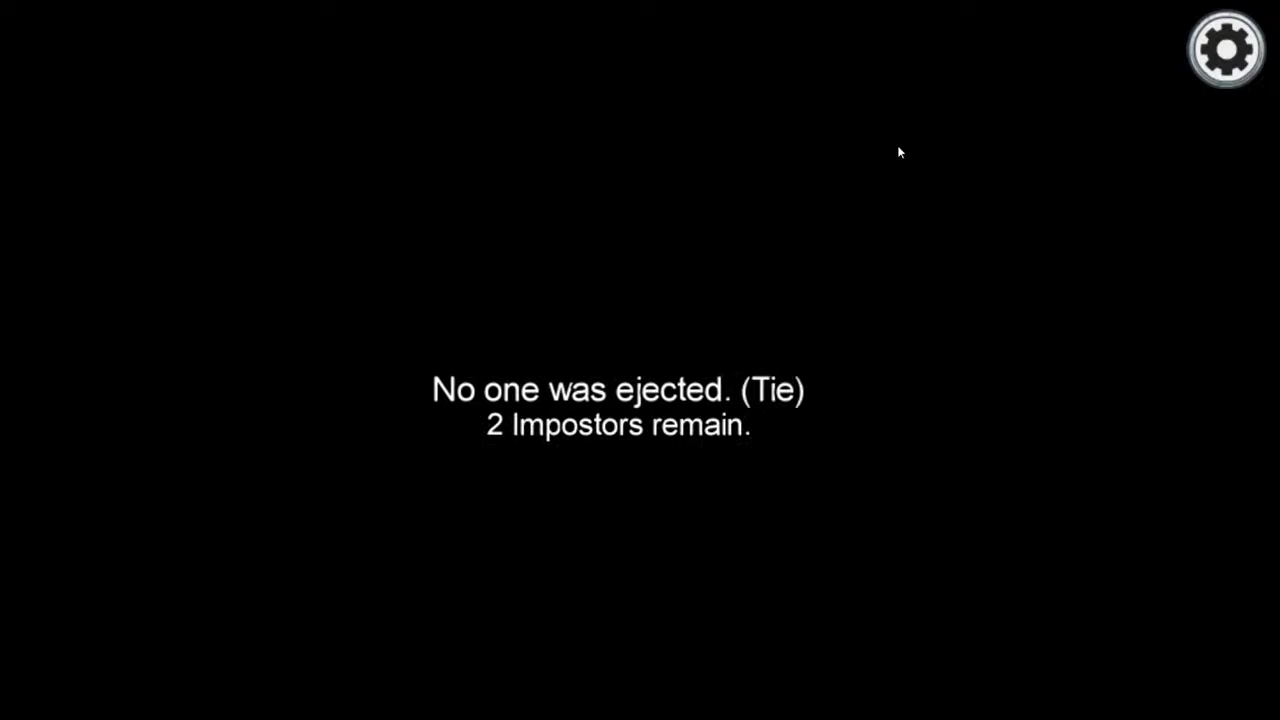 No one was ejected. (Tie)
2 Impostors remain.